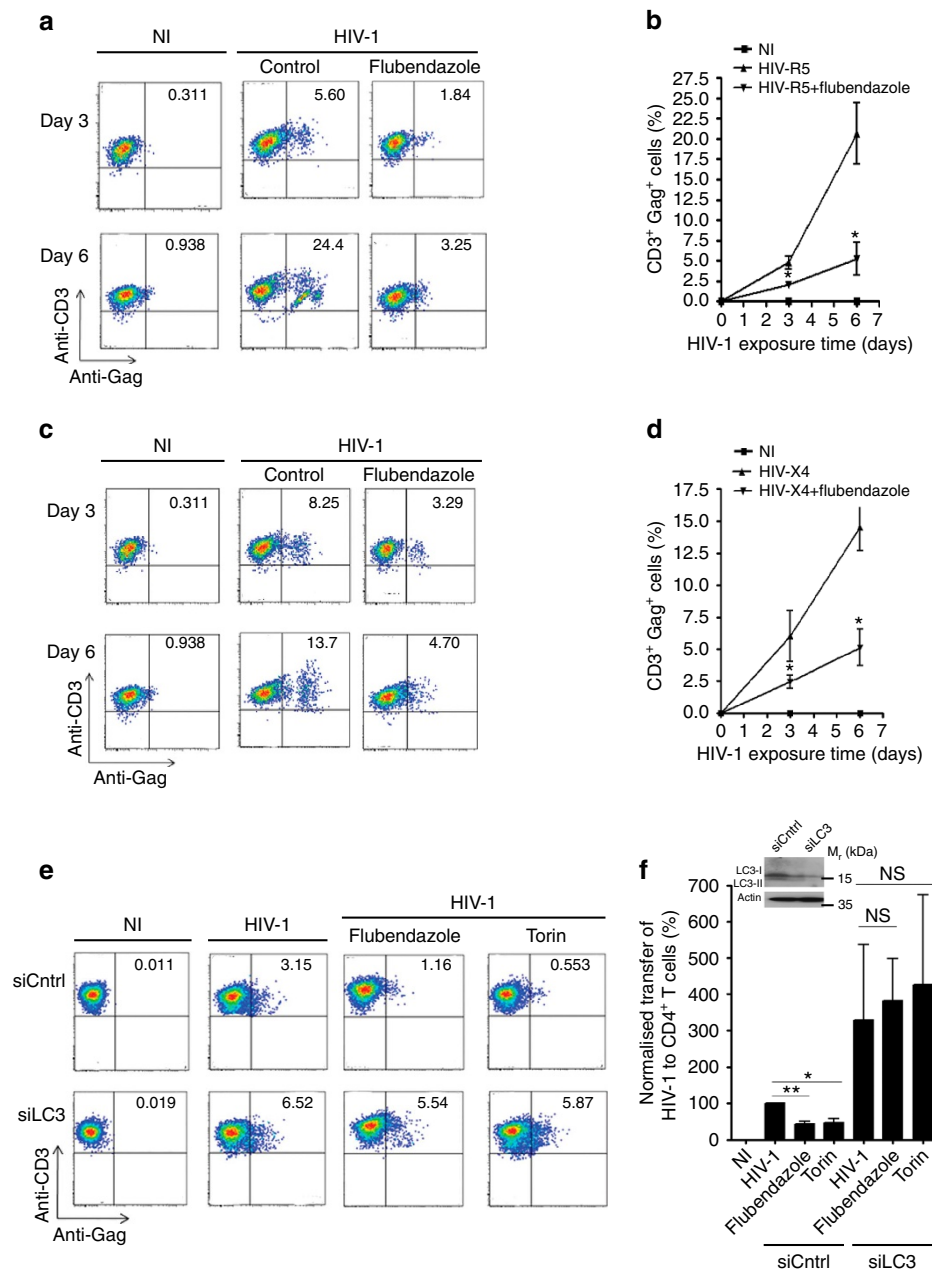 a
NI
HIV-1
Control
Flubendazole
Day 3
0.311
5.60
1.84
Day 6
0.938
24.4
3.25
Anti-CD3
Anti-Gag
b
NI
HIV-R5
HIV-R5+flubendazole
CD3+ Gag+ cells (%)
27.5
25.0
22.5
20.0
17.5
15.0
12.5
10.0
7.5
5.0
2.5
0.0
*
*
0 1 2 3 4 5 6 7
HIV-1 exposure time (days)
c
NI
HIV-1
Control
Flubendazole
Day 3
0.311
8.25
3.29
Day 6
0.938
13.7
4.70
Anti-CD3
Anti-Gag
d
NI
HIV-X4
HIV-X4+flubendazole
CD3+ Gag+ cells (%)
17.5
15.0
12.5
10.0
7.5
5.0
2.5
0.0
*
*
0 1 2 3 4 5 6 7
HIV-1 exposure time (days)
e
NI
HIV-1
HIV-1
Flubendazole
Torin
siCntrl
0.011
3.15
1.16
0.553
siLC3
0.019
6.52
5.54
5.87
Anti-CD3
Anti-Gag
f
siCntrl
siLC3
Mr (kDa)
LC3-I
LC3-II
15
Actin
35
Normalised transfer of
HIV-1 to CD4+ T cells (%)
700
600
500
400
300
200
100
0
NS
NS
*
**
NI
HIV-1
Flubendazole
Torin
HIV-1
Flubendazole
Torin
siCntrl
siLC3